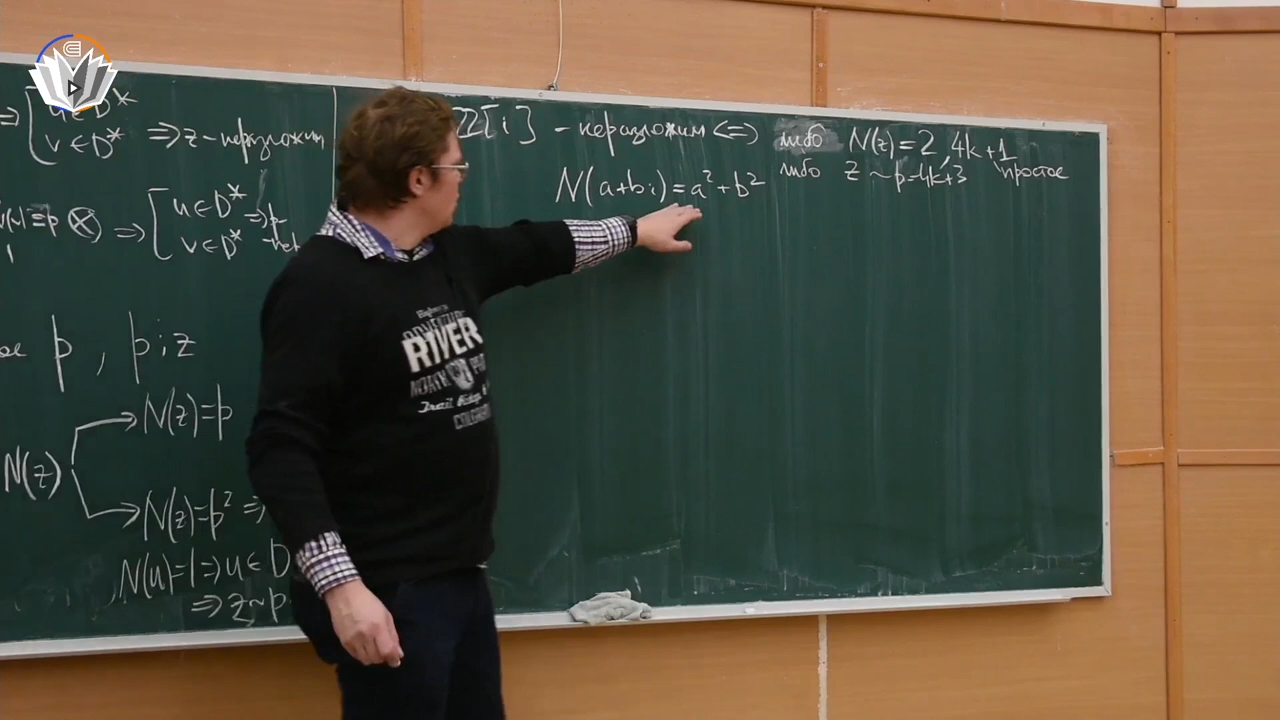 ⇒ [ u ∈ D*
v ∈ D* ⇒ z - неразложим
≡ p ⊗ ⇒ [ u ∈ D* ⇒ p-
v ∈ D*
p , p ⋮ z
N(z) → N(z) = p
→ N(z) = p² ⇒
N(u) = 1 ⇒ u ∈ D
⇒ z ~ p
ℤ[i] - неразложим ⇔ либо N(z) = 2, 4k+1
либо z ~ p = 4k+3 простое
N(a+bi) = a² + b²
RIVER